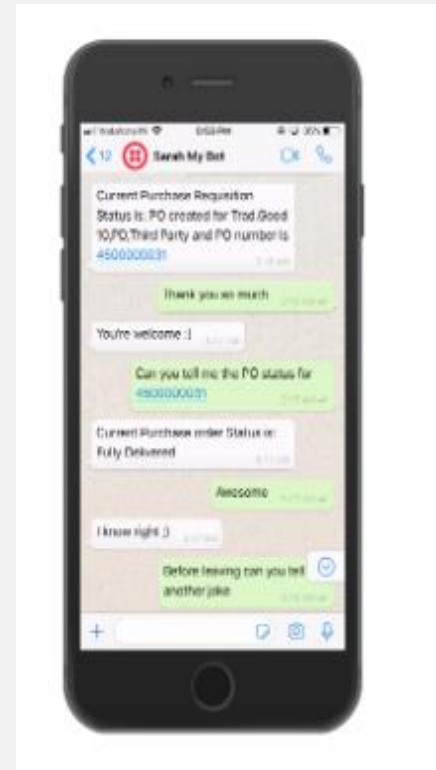 12 Sarah My Bot
Current Purchase Requisition
Status is: PO created for Trad.Good
10,PO,Third Party and PO number is
4500000031
Thank you so much
You're welcome :)
Can you tell me the PO status for
4500000031
Current Purchase order Status is:
Fully Delivered
Awesome
I know right :)
Before leaving can you tell
another joke